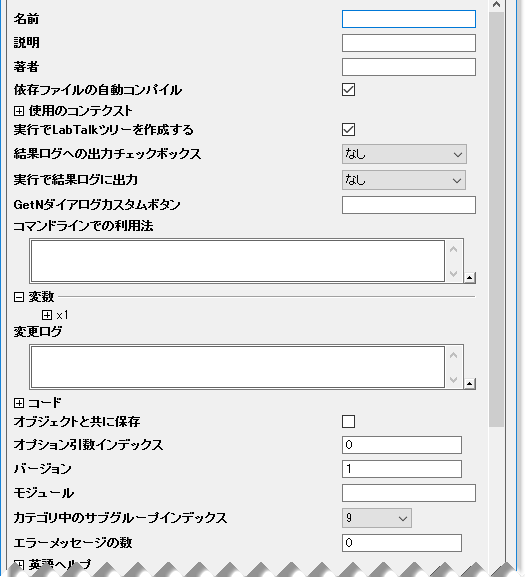 名前
説明
著者
依存ファイルの自動コンパイル
使用のコンテクスト
実行でLabTalkツリーを作成する
結果ログへの出力チェックボックス なし
実行で結果ログに出力 なし
GetNダイアログカスタムボタン
コマンドラインでの利用法
変数
x1
変更ログ
コード
オブジェクトと共に保存
オプション引数インデックス 0
バージョン 1
モジュール
カテゴリ中のサブグループインデックス 9
エラーメッセージの数 0
英語ヘルプ